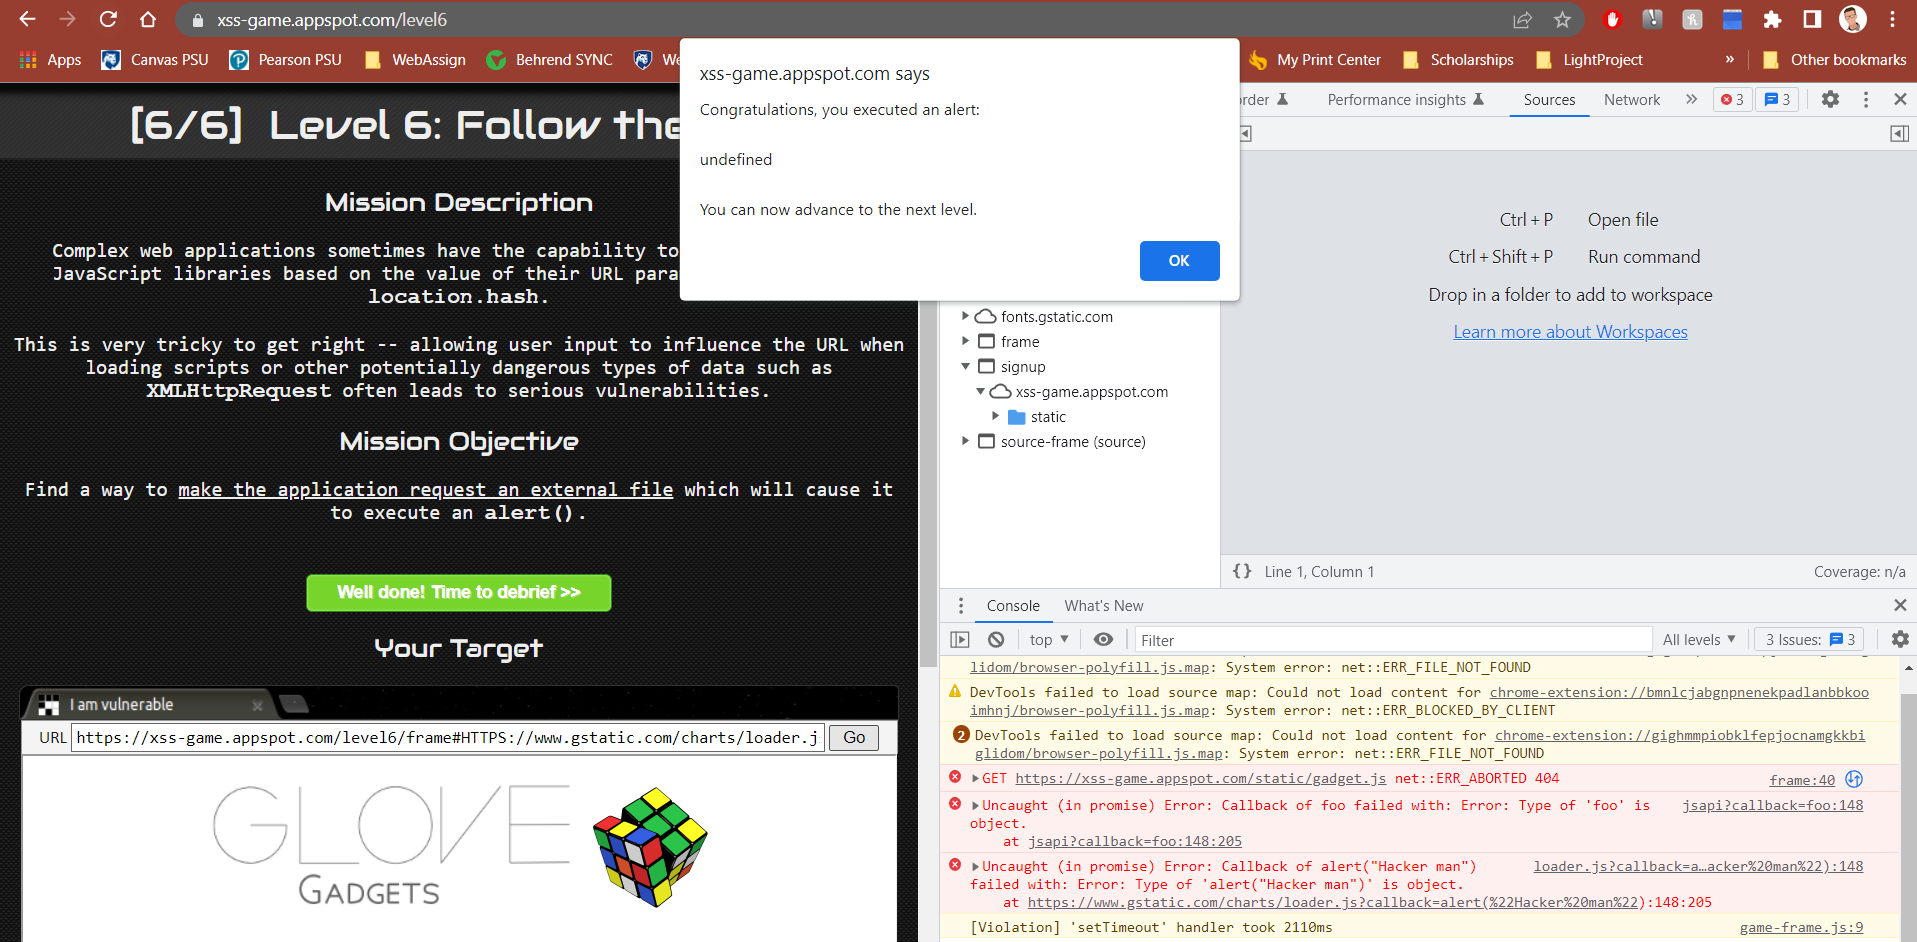 xss-game.appspot.com/level6
Apps
Canvas PSU
Pearson PSU
WebAssign
Behrend SYNC
We
My Print Center
Scholarships
LightProject
»
Other bookmarks
xss-game.appspot.com says
Congratulations, you executed an alert:
undefined
You can now advance to the next level.
OK
[6/6] Level 6: Follow the
Mission Description
Complex web applications sometimes have the capability to
JavaScript libraries based on the value of their URL para
location.hash.
This is very tricky to get right -- allowing user input to influence the URL when
loading scripts or other potentially dangerous types of data such as
XMLHttpRequest often leads to serious vulnerabilities.
Mission Objective
Find a way to make the application request an external file which will cause it
to execute an alert().
Well done! Time to debrief >>
Your Target
I am vulnerable
URL https://xss-game.appspot.com/level6/frame#HTTPS://www.gstatic.com/charts/loader.j Go
GLOVE
GADGETS
order Performance insights Sources Network » 3 3
fonts.gstatic.com
frame
signup
xss-game.appspot.com
static
source-frame (source)
Ctrl + P Open file
Ctrl + Shift + P Run command
Drop in a folder to add to workspace
Learn more about Workspaces
{} Line 1, Column 1 Coverage: n/a
Console What's New
top ▼ Filter All levels ▼ 3 Issues: 3
lidom/browser-polyfill.js.map: System error: net::ERR_FILE_NOT_FOUND
DevTools failed to load source map: Could not load content for chrome-extension://bmnlcjabgnpnenekpadlanbbkoo
imhnj/browser-polyfill.js.map: System error: net::ERR_BLOCKED_BY_CLIENT
2 DevTools failed to load source map: Could not load content for chrome-extension://gighmmpiobklfepjocnamgkkbi
glidom/browser-polyfill.js.map: System error: net::ERR_FILE_NOT_FOUND
GET https://xss-game.appspot.com/static/gadget.js net::ERR_ABORTED 404 frame:40
Uncaught (in promise) Error: Callback of foo failed with: Error: Type of 'foo' is jsapi?callback=foo:148
object.
at jsapi?callback=foo:148:205
Uncaught (in promise) Error: Callback of alert("Hacker man") loader.js?callback=a…acker%20man%22):148
failed with: Error: Type of 'alert("Hacker man")' is object.
at https://www.gstatic.com/charts/loader.js?callback=alert(%22Hacker%20man%22):148:205
[Violation] 'setTimeout' handler took 2110ms game-frame.js:9